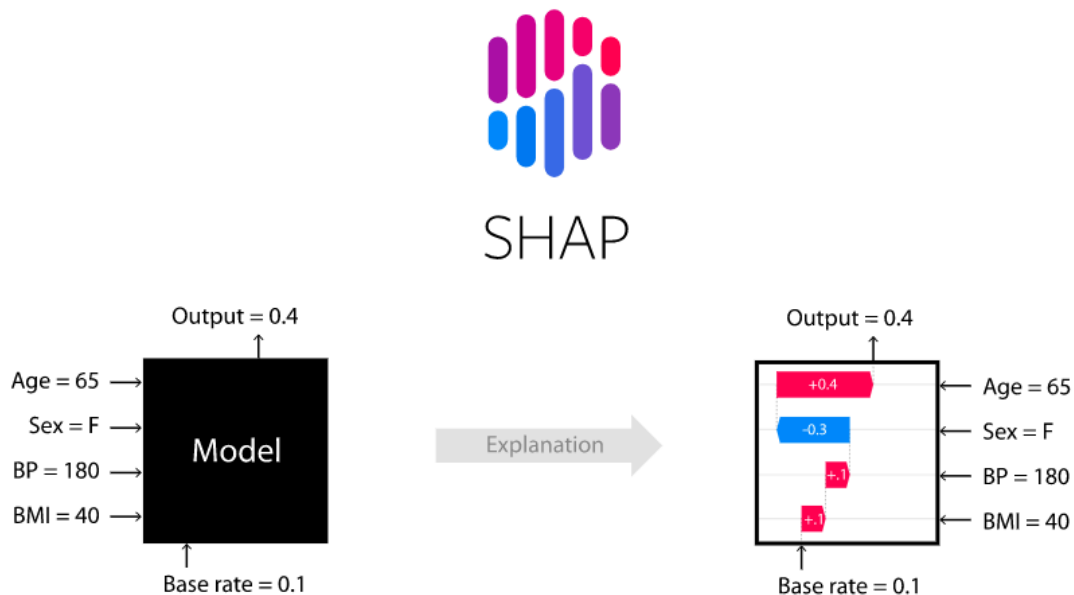 SHAP
Output = 0.4
Age = 65
Sex = F
BP = 180
BMI = 40
Model
Base rate = 0.1
Explanation
Output = 0.4
+0.4
Age = 65
-0.3
Sex = F
+.1
BP = 180
+.1
BMI = 40
Base rate = 0.1